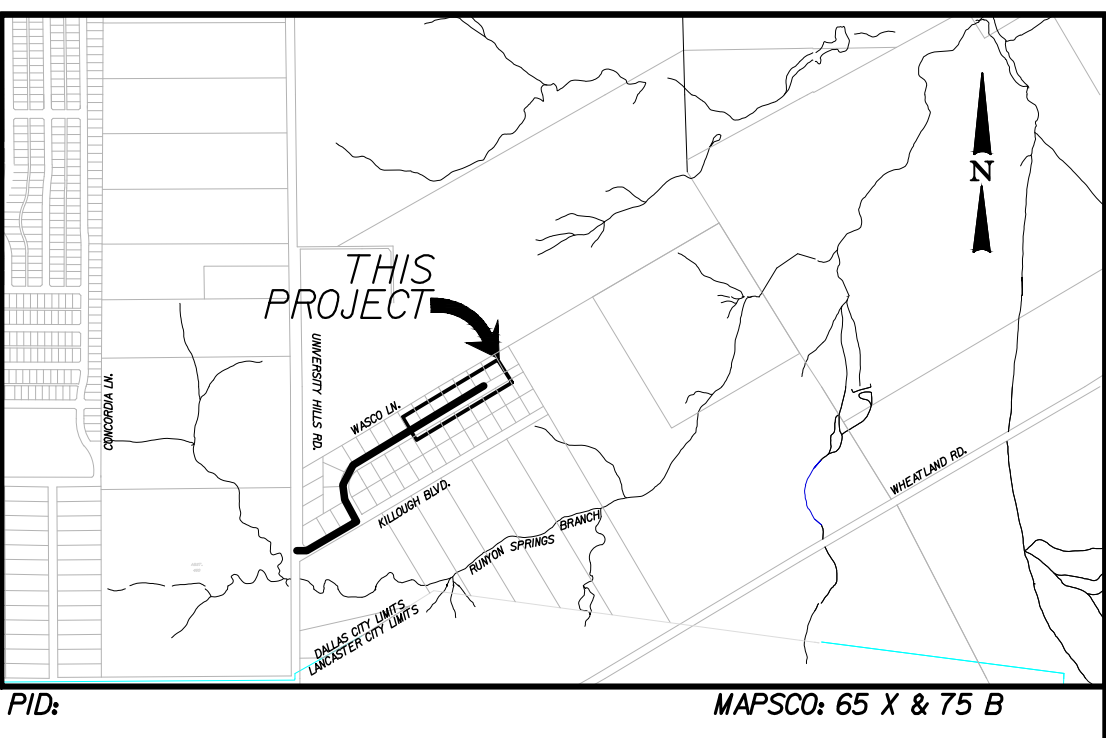 N
THIS
PROJECT
UNIVERSITY HILLS RD.
CONCORDIA LN.
WASCO LN.
KILLOUGH BLVD.
WHEATLAND RD.
RUNYON SPRINGS BRANCH
DALLAS CITY LIMITS
LANCASTER CITY LIMITS
PID:
MAPSCO: 65 X & 75 B